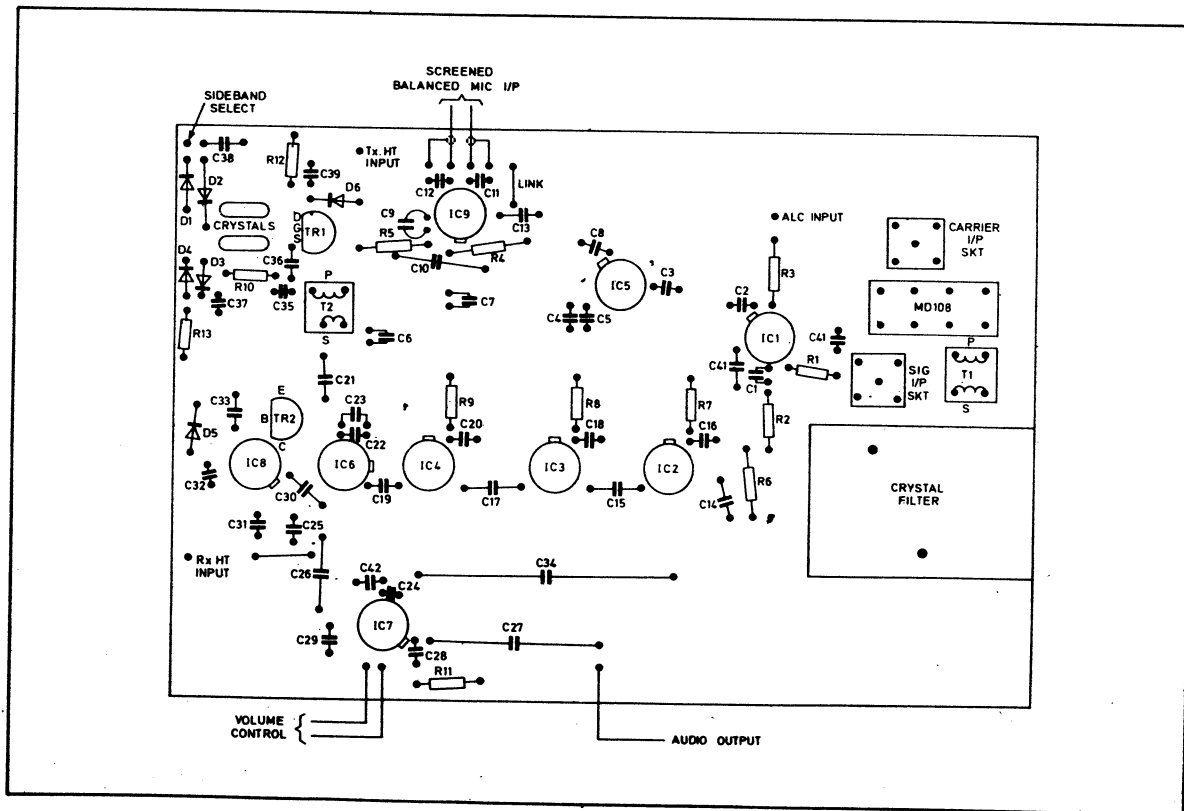 SCREENED
BALANCED MIC I/P
SIDEBAND
SELECT
C38
R12
C39
Tx. HT
INPUT
D2
D1
D6
C12
C11
LINK
IC9
C13
CRYSTALS
D
G
S
TR1
C9
R5
R4
C10
C8
ALC INPUT
CARRIER
I/P
SKT
D4
D3
C36
R10
C35
C37
P
T2
S
C7
IC5
C3
R3
C2
MD108
R13
C6
C4
C5
IC1
C41
C41
C1
R1
SIG
I/P
SKT
P
T1
S
C21
C33
E
B
TR2
C
C23
C22
R9
C20
R8
C18
R7
C16
R2
D5
IC8
IC6
IC4
IC3
IC2
C32
C30
C19
C17
C15
C14
R6
CRYSTAL
FILTER
C31
C25
Rx HT
INPUT
C26
C42
C24
C34
C29
IC7
C28
C27
R11
VOLUME
CONTROL
AUDIO OUTPUT